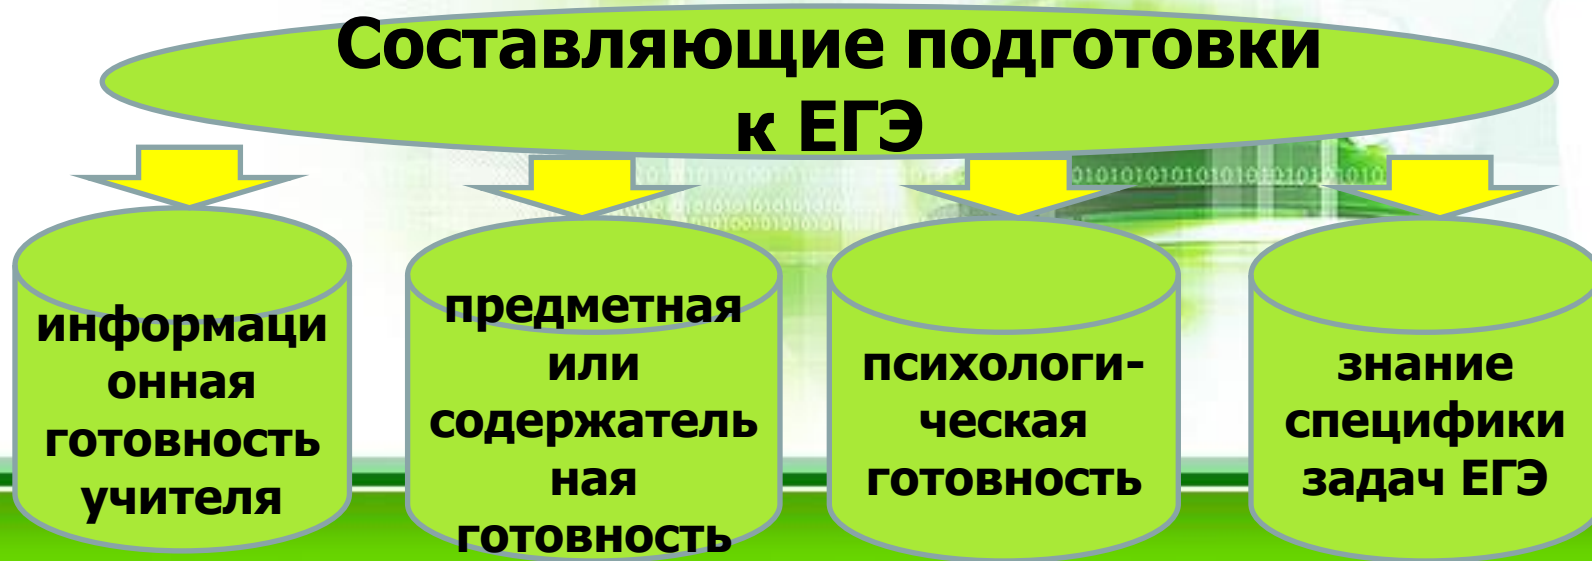 Составляющие подготовки
к ЕГЭ
информаци
онная
готовность
учителя
предметная
или
содержатель
ная
готовность
психологи-
ческая
готовность
знание
специфики
задач ЕГЭ